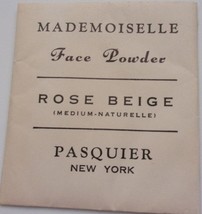 MADEMOISELLE
Face Powder
ROSE BEIGE
(MEDIUM-NATURELLE)
PASQUIER
NEW YORK